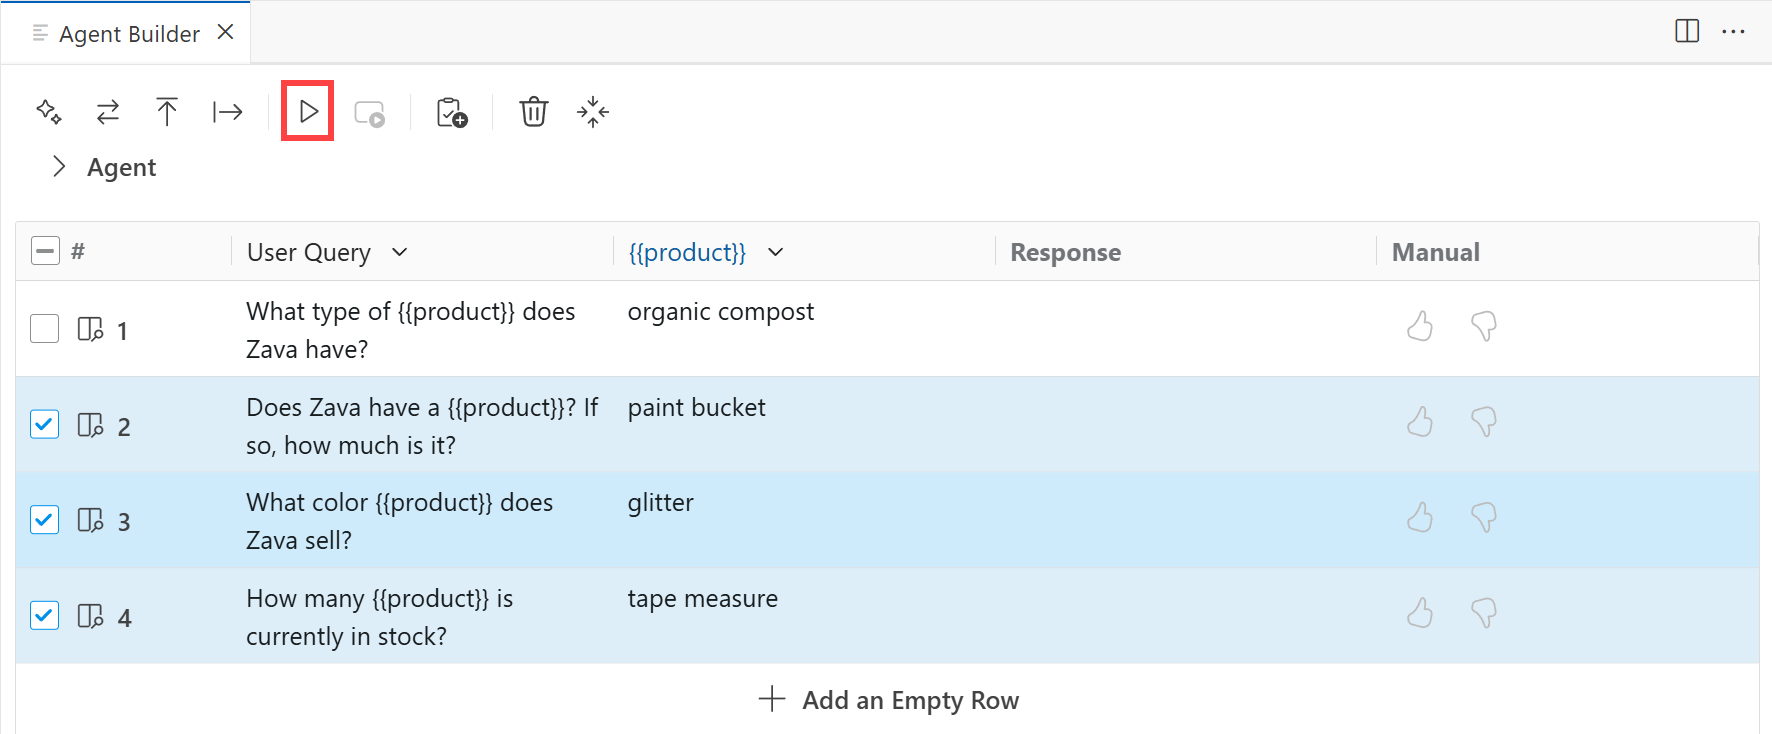 Agent Builder
Agent
# User Query {{product}} Response Manual
1 What type of {{product}} does organic compost
Zava have?
2 Does Zava have a {{product}}? If paint bucket
so, how much is it?
3 What color {{product}} does glitter
Zava sell?
4 How many {{product}} is tape measure
currently in stock?
Add an Empty Row